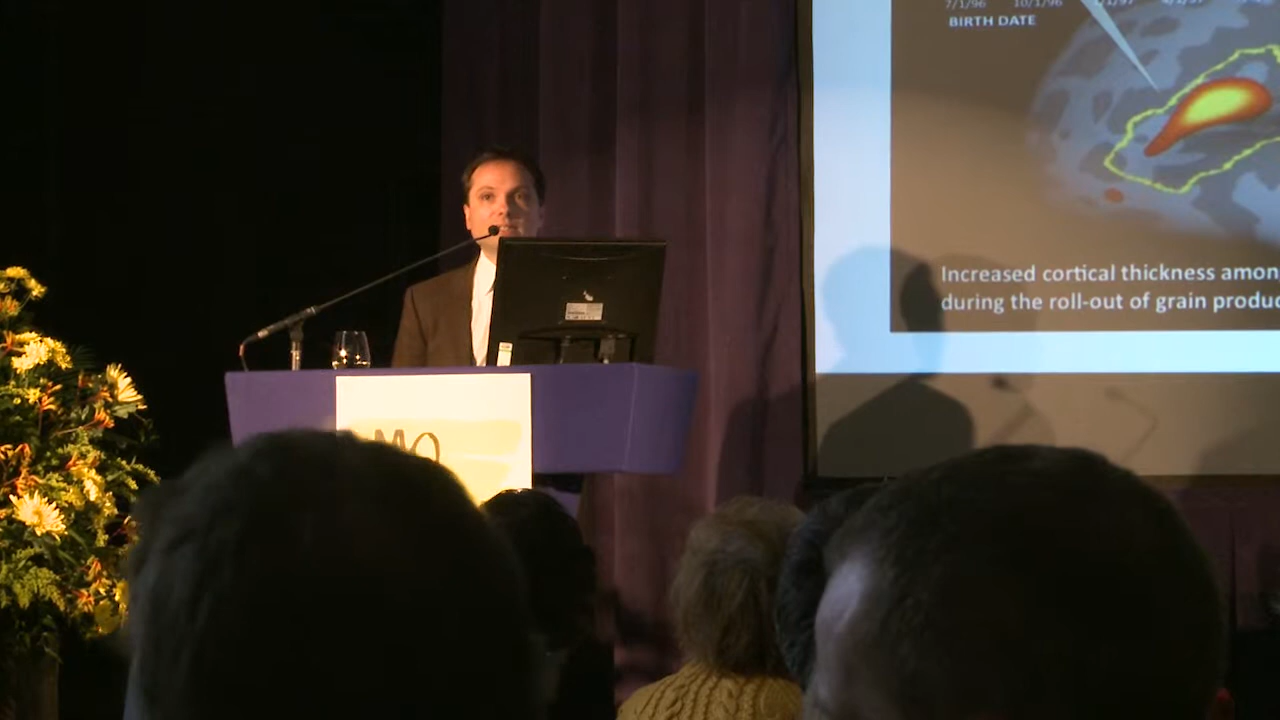 7/1/96 10/1/96
BIRTH DATE
Increased cortical thickness amon
during the roll-out of grain produc
MO